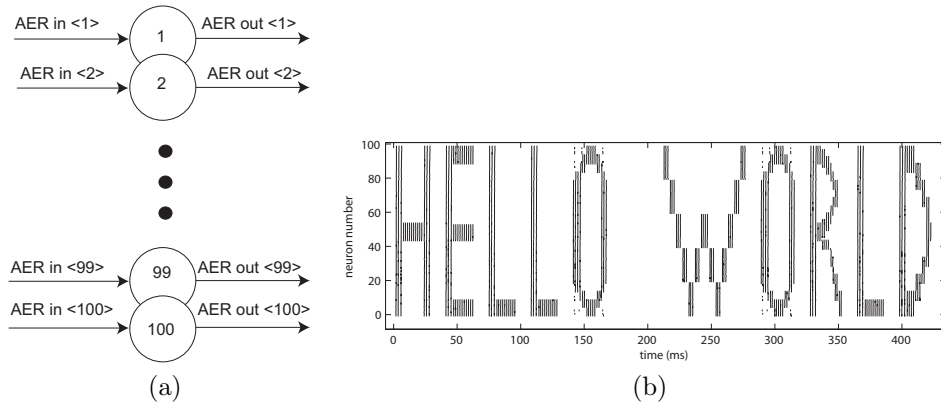 AER in <1>
1
AER out <1>
AER in <2>
2
AER out <2>
AER in <99>
99
AER out <99>
AER in <100>
100
AER out <100>
(a)
neuron number
100
80
60
40
20
0
HELLO WORLD
0 50 100 150 200 250 300 350 400
time (ms)
(b)